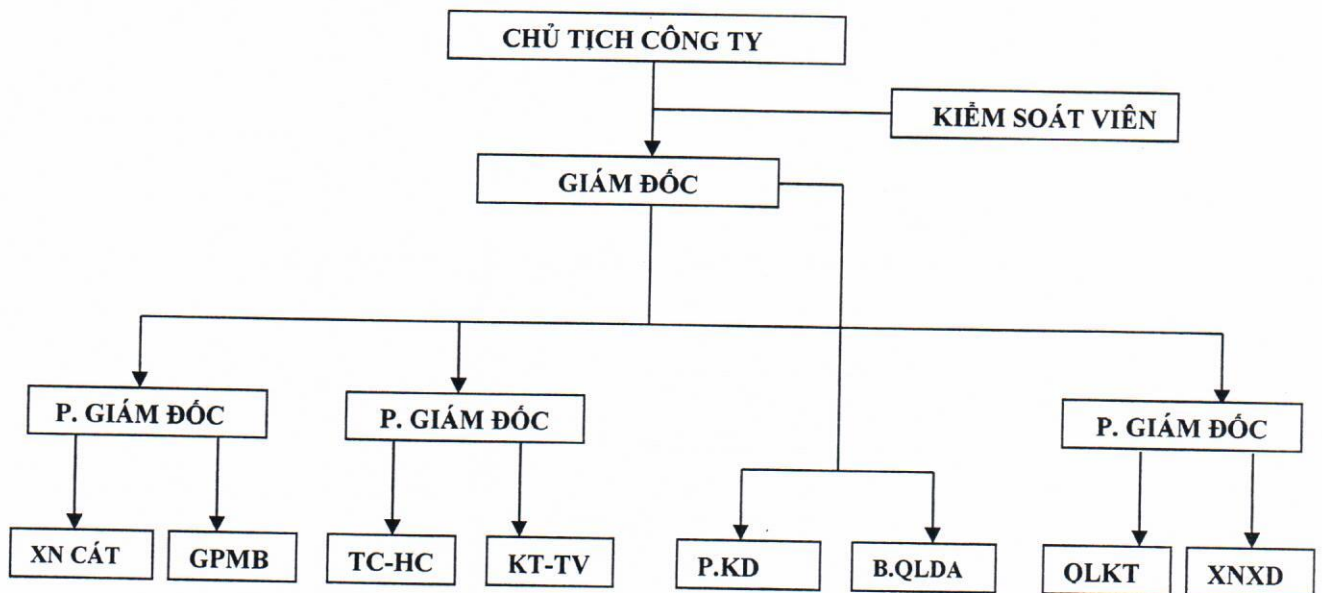 CHỦ TỊCH CÔNG TY
KIỂM SOÁT VIÊN
GIÁM ĐỐC
P. GIÁM ĐỐC
P. GIÁM ĐỐC
P. GIÁM ĐỐC
XN CÁT
GPMB
TC-HC
KT-TV
P.KD
B.QLDA
QLKT
XNXD